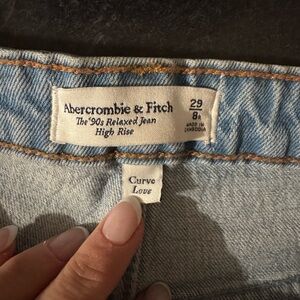 Abercrombie & Fitch
The '90s Relaxed Jean
High Rise
29
8R
MADE IN
CAMBODIA
Curve
Love